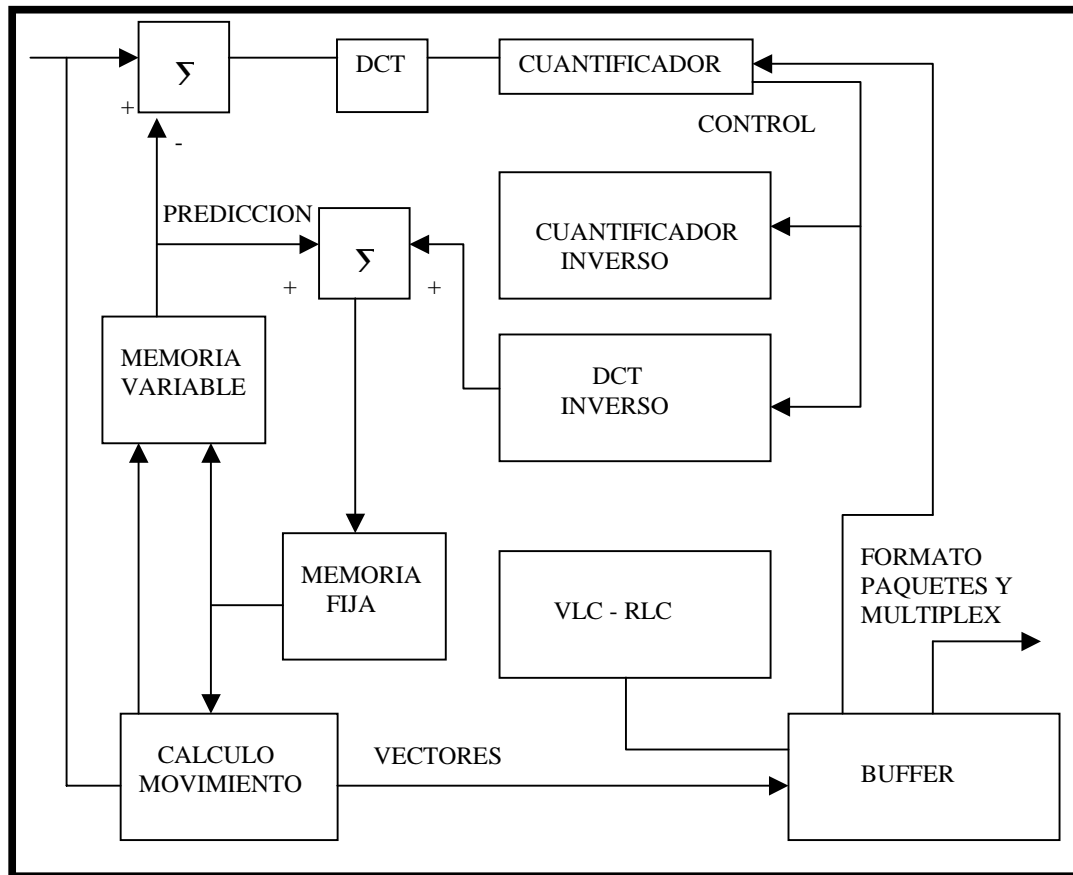 Σ
DCT
CUANTIFICADOR
+
-
CONTROL
PREDICCION
Σ
+
+
CUANTIFICADOR
INVERSO
MEMORIA
VARIABLE
DCT
INVERSO
MEMORIA
FIJA
VLC - RLC
FORMATO
PAQUETES Y
MULTIPLEX
CALCULO
MOVIMIENTO
VECTORES
BUFFER